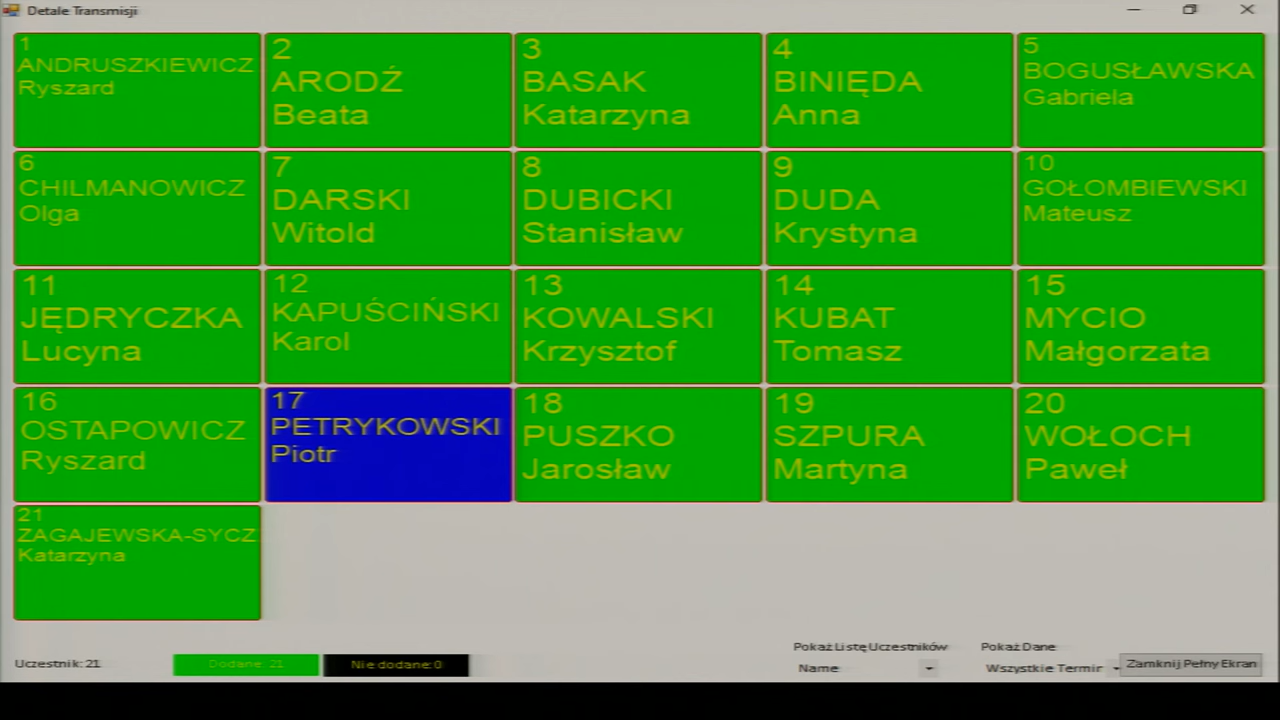 Detale Transmisji
1
ANDRUSZKIEWICZ
Ryszard
2
ARODŹ
Beata
3
BASAK
Katarzyna
4
BINIĘDA
Anna
5
BOGUSŁAWSKA
Gabriela
6
CHILMANOWICZ
Olga
7
DARSKI
Witold
8
DUBICKI
Stanisław
9
DUDA
Krystyna
10
GOŁOMBIEWSKI
Mateusz
11
JĘDRYCZKA
Lucyna
12
KAPUŚCIŃSKI
Karol
13
KOWALSKI
Krzysztof
14
KUBAT
Tomasz
15
MYCIO
Małgorzata
16
OSTAPOWICZ
Ryszard
17
PETRYKOWSKI
Piotr
18
PUSZKO
Jarosław
19
SZPURA
Martyna
20
WOŁOCH
Paweł
21
ZAGAJEWSKA-SYCZ
Katarzyna
Uczestnik: 21
Dodane: 21
Nie dodane: 0
Pokaż Listę Uczestników
Name
Pokaż Dane
Wszystkie Termir
Zamknij Pełny Ekran